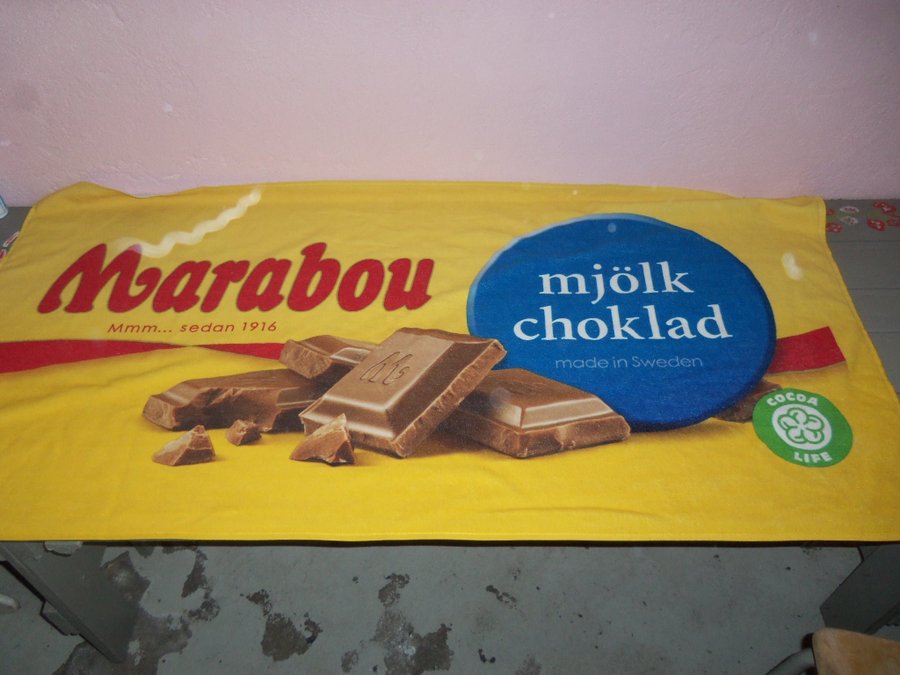 Marabou
Mmm... sedan 1916
mjölk
choklad
made in Sweden
M
COCOA
LIFE